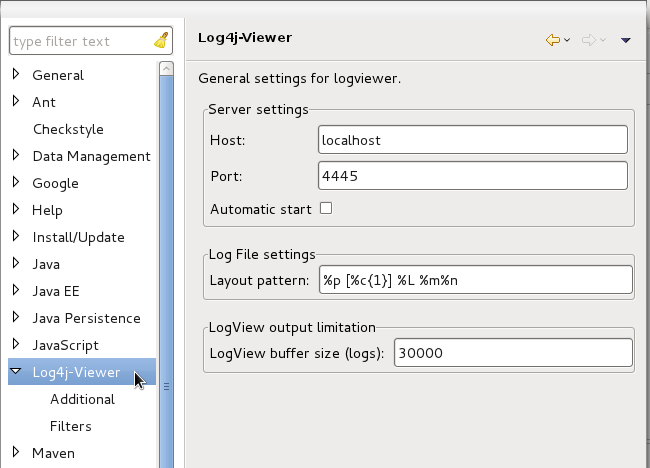 type filter text
General
Ant
Checkstyle
Data Management
Google
Help
Install/Update
Java
Java EE
Java Persistence
JavaScript
Log4j-Viewer
Additional
Filters
Maven
Log4j-Viewer
General settings for logviewer.
Server settings
Host: localhost
Port: 4445
Automatic start
Log File settings
Layout pattern: %p [%c{1}] %L %m%n
LogView output limitation
LogView buffer size (logs): 30000